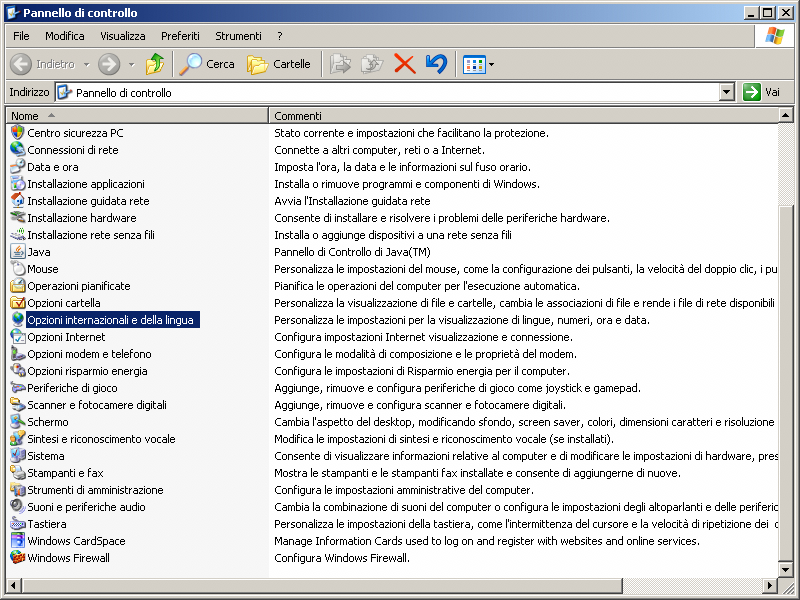 Pannello di controllo
File Modifica Visualizza Preferiti Strumenti ?
Indietro Cerca Cartelle
Indirizzo Pannello di controllo Vai
Nome Commenti
Centro sicurezza PC Stato corrente e impostazioni che facilitano la protezione.
Connessioni di rete Connette a altri computer, reti o a Internet.
Data e ora Imposta l'ora, la data e le informazioni sul fuso orario.
Installazione applicazioni Installa o rimuove programmi e componenti di Windows.
Installazione guidata rete Avvia l'Installazione guidata rete
Installazione hardware Consente di installare e risolvere i problemi delle periferiche hardware.
Installazione rete senza fili Installa o aggiunge dispositivi a una rete senza fili
Java Pannello di Controllo di Java(TM)
Mouse Personalizza le impostazioni del mouse, come la configurazione dei pulsanti, la velocità del doppio clic, i pu
Operazioni pianificate Pianifica le operazioni del computer per l'esecuzione automatica.
Opzioni cartella Personalizza la visualizzazione di file e cartelle, cambia le associazioni di file e rende i file di rete disponibili
Opzioni internazionali e della lingua Personalizza le impostazioni per la visualizzazione di lingue, numeri, ora e data.
Opzioni Internet Configura impostazioni Internet visualizzazione e connessione.
Opzioni modem e telefono Configura le modalità di composizione e le proprietà del modem.
Opzioni risparmio energia Configura le impostazioni di Risparmio energia per il computer.
Periferiche di gioco Aggiunge, rimuove e configura periferiche di gioco come joystick e gamepad.
Scanner e fotocamere digitali Aggiunge, rimuove e configura scanner e fotocamere digitali.
Schermo Cambia l'aspetto del desktop, modificando sfondo, screen saver, colori, dimensioni caratteri e risoluzione
Sintesi e riconoscimento vocale Modifica le impostazioni di sintesi e riconoscimento vocale (se installati).
Sistema Consente di visualizzare informazioni relative al computer e di modificare le impostazioni di hardware, pres
Stampanti e fax Mostra le stampanti e le stampanti fax installate e consente di aggiungerne di nuove.
Strumenti di amministrazione Configura le impostazioni amministrative del computer.
Suoni e periferiche audio Cambia la combinazione di suoni del computer o configura le impostazioni degli altoparlanti e delle periferic
Tastiera Personalizza le impostazioni della tastiera, come l'intermittenza del cursore e la velocità di ripetizione dei c
Windows CardSpace Manage Information Cards used to log on and register with websites and online services.
Windows Firewall Configura Windows Firewall.